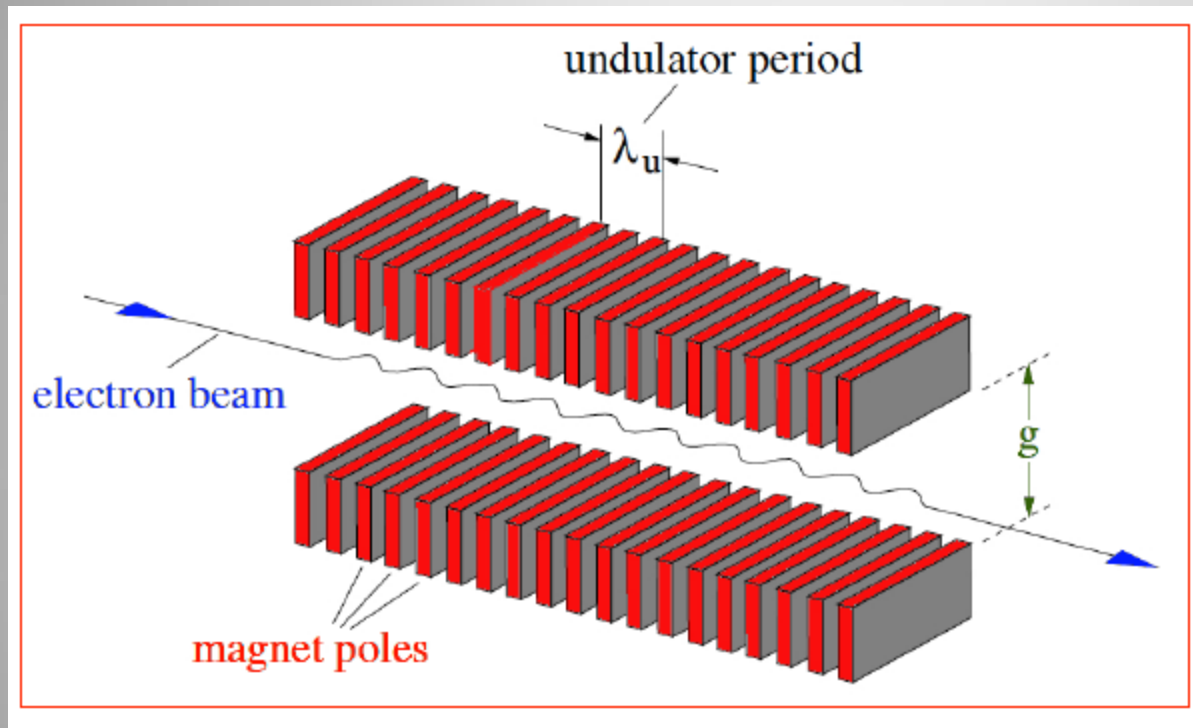 undulator period
λu
electron beam
g
magnet poles